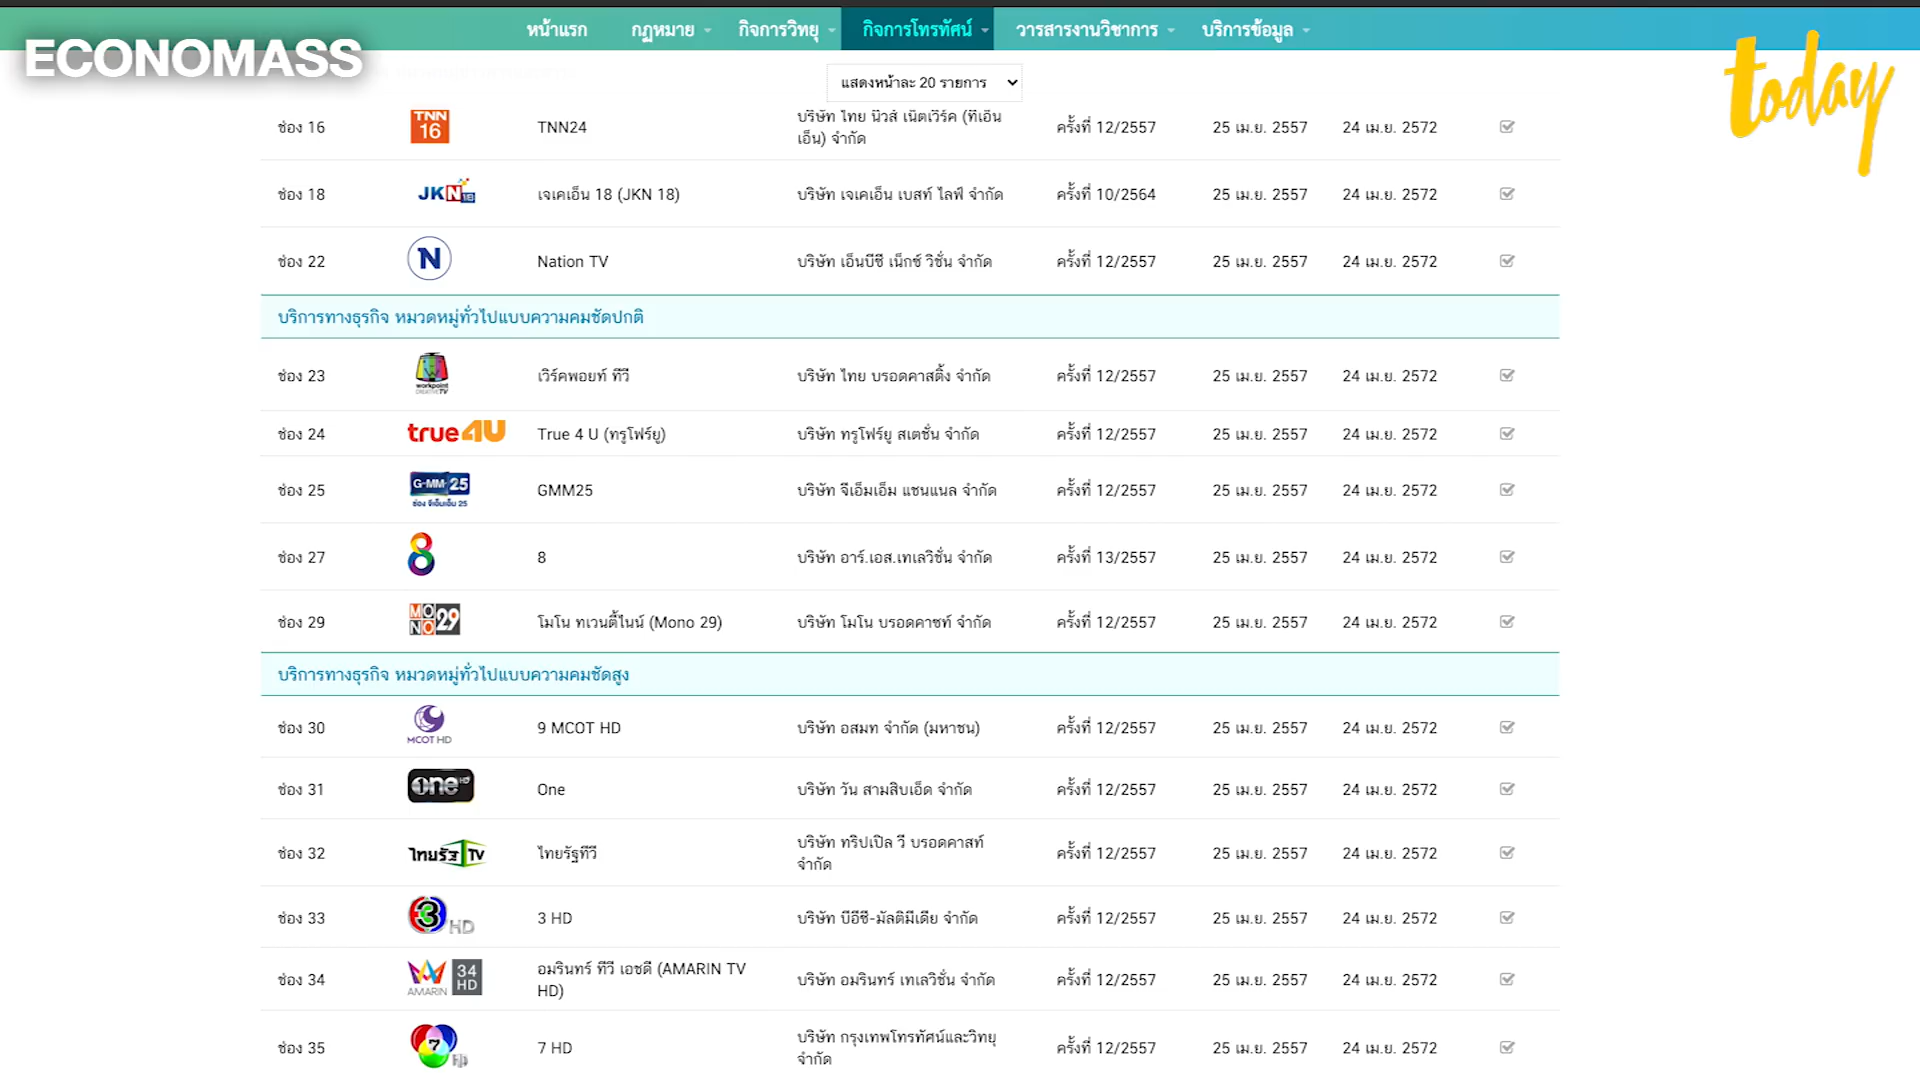 หน้าแรก กฎหมาย กิจการวิทยุ กิจการโทรทัศน์ วารสารงานวิชาการ บริการข้อมูล
ECONOMASS
today
แสดงหน้าละ 20 รายการ
ช่อง 16 TNN 16 TNN24 บริษัท ไทย นิวส์ เน็ตเวิร์ค (ทีเอ็นเอ็น) จำกัด ครั้งที่ 12/2557 25 เม.ย. 2557 24 เม.ย. 2572
ช่อง 18 JKN18 เจเคเอ็น 18 (JKN 18) บริษัท เจเคเอ็น เบสท์ ไลฟ์ จำกัด ครั้งที่ 10/2564 25 เม.ย. 2557 24 เม.ย. 2572
ช่อง 22 N Nation TV บริษัท เอ็นบีซี เน็กซ์ วิชั่น จำกัด ครั้งที่ 12/2557 25 เม.ย. 2557 24 เม.ย. 2572
บริการทางธุรกิจ หมวดหมู่ทั่วไปแบบความคมชัดปกติ
ช่อง 23 workpoint CREATIVE TV เวิร์คพอยท์ ทีวี บริษัท ไทย บรอดคาสติ้ง จำกัด ครั้งที่ 12/2557 25 เม.ย. 2557 24 เม.ย. 2572
ช่อง 24 true4U True 4 U (ทรูโฟร์ยู) บริษัท ทรูโฟร์ยู สเตชั่น จำกัด ครั้งที่ 12/2557 25 เม.ย. 2557 24 เม.ย. 2572
ช่อง 25 G-MM-25 ช่อง จีเอ็มเอ็ม 25 GMM25 บริษัท จีเอ็มเอ็ม แชนแนล จำกัด ครั้งที่ 12/2557 25 เม.ย. 2557 24 เม.ย. 2572
ช่อง 27 8 8 บริษัท อาร์.เอส.เทเลวิชั่น จำกัด ครั้งที่ 13/2557 25 เม.ย. 2557 24 เม.ย. 2572
ช่อง 29 MONO 29 โมโน ทเวนตี้ไนน์ (Mono 29) บริษัท โมโน บรอดคาซท์ จำกัด ครั้งที่ 12/2557 25 เม.ย. 2557 24 เม.ย. 2572
บริการทางธุรกิจ หมวดหมู่ทั่วไปแบบความคมชัดสูง
ช่อง 30 MCOT HD 9 MCOT HD บริษัท อสมท จำกัด (มหาชน) ครั้งที่ 12/2557 25 เม.ย. 2557 24 เม.ย. 2572
ช่อง 31 one HD One บริษัท วัน สามสิบเอ็ด จำกัด ครั้งที่ 12/2557 25 เม.ย. 2557 24 เม.ย. 2572
ช่อง 32 ไทยรัฐ TV ไทยรัฐทีวี บริษัท ทริปเปิล วี บรอดคาสท์ จำกัด ครั้งที่ 12/2557 25 เม.ย. 2557 24 เม.ย. 2572
ช่อง 33 3 HD 3 HD บริษัท บีอีซี-มัลติมีเดีย จำกัด ครั้งที่ 12/2557 25 เม.ย. 2557 24 เม.ย. 2572
ช่อง 34 AMARIN 34 HD อมรินทร์ ทีวี เอชดี (AMARIN TV HD) บริษัท อมรินทร์ เทเลวิชั่น จำกัด ครั้งที่ 12/2557 25 เม.ย. 2557 24 เม.ย. 2572
ช่อง 35 7 HD 7 HD บริษัท กรุงเทพโทรทัศน์และวิทยุ จำกัด ครั้งที่ 12/2557 25 เม.ย. 2557 24 เม.ย. 2572